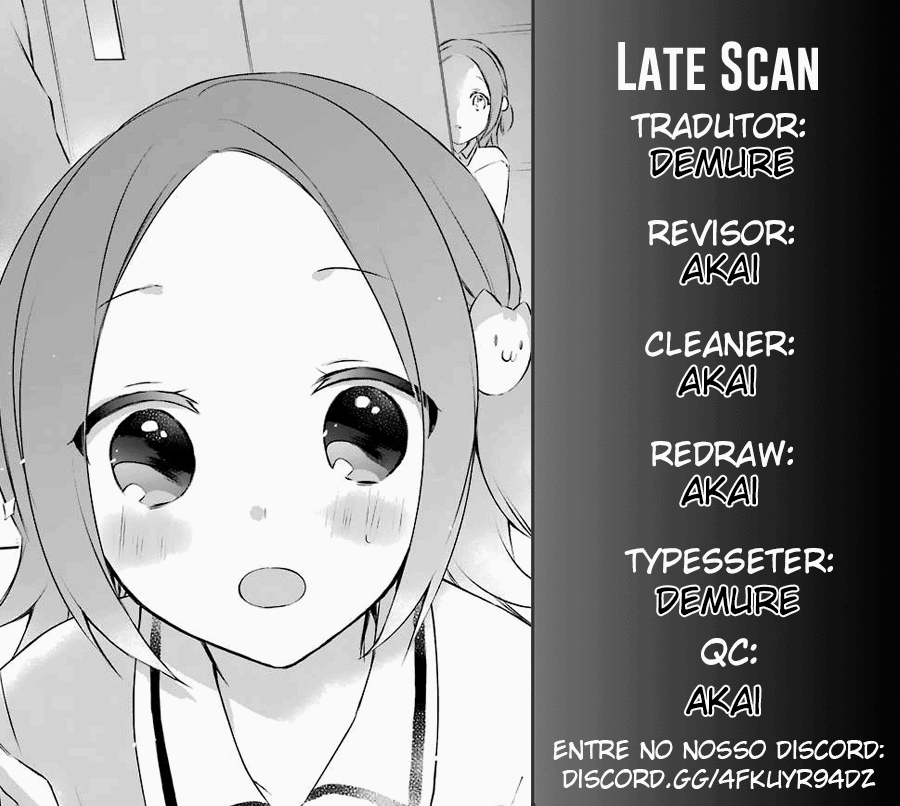 LATE SCAN
TRADUTOR:
DEMURE
REVISOR:
AKAI
CLEANER:
AKAI
REDRAW:
AKAI
TYPESSETER:
DEMURE
QC:
AKAI
ENTRE NO NOSSO DISCORD:
DISCORD.GG/4FKUYR94DZ